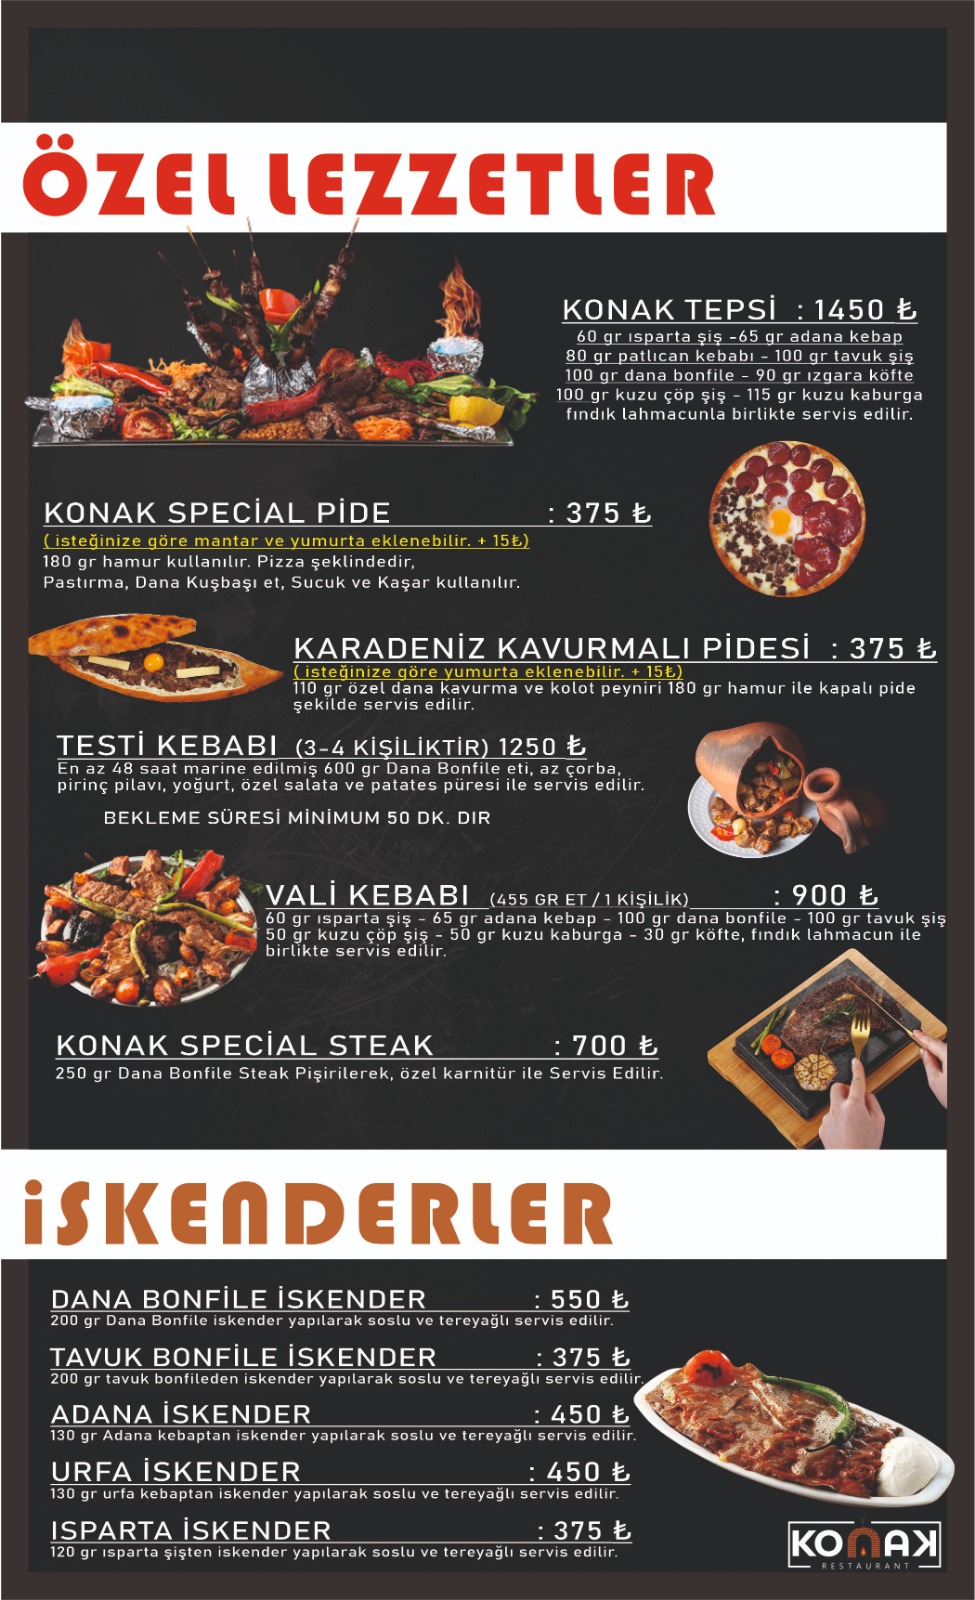 ÖZEL LEZZETLER
KONAK TEPSİ : 1450 ₺
60 gr ısparta şiş -65 gr adana kebap
80 gr patlıcan kebabı - 100 gr tavuk şiş
100 gr dana bonfile - 90 gr ızgara köfte
100 gr kuzu çöp şiş - 115 gr kuzu kaburga
fındık lahmacunla birlikte servis edilir.
KONAK SPECİAL PİDE : 375 ₺
( isteğinize göre mantar ve yumurta eklenebilir. + 15₺)
180 gr hamur kullanılır. Pizza şeklindedir,
Pastırma, Dana Kuşbaşı et, Sucuk ve Kaşar kullanılır.
KARADENİZ KAVURMALI PİDESİ : 375 ₺
( isteğinize göre yumurta eklenebilir. + 15₺)
110 gr özel dana kavurma ve kolot peyniri 180 gr hamur ile kapalı pide
şekilde servis edilir.
TESTİ KEBABI (3-4 KİŞİLİKTİR) 1250 ₺
En az 48 saat marine edilmiş 600 gr Dana Bonfile eti, az çorba,
pirinç pilavı, yoğurt, özel salata ve patates püresi ile servis edilir.
BEKLEME SÜRESİ MİNİMUM 50 DK. DIR
VALİ KEBABI (455 GR ET / 1 KİŞİLİK) : 900 ₺
60 gr ısparta şiş - 65 gr adana kebap - 100 gr dana bonfile - 100 gr tavuk şiş
50 gr kuzu çöp şiş - 50 gr kuzu kaburga - 30 gr köfte, fındık lahmacun ile
birlikte servis edilir.
KONAK SPECİAL STEAK : 700 ₺
250 gr Dana Bonfile Steak Pişirilerek, özel karnitür ile Servis Edilir.
İSKENDERLER
DANA BONFİLE İSKENDER : 550 ₺
200 gr Dana Bonfile iskender yapılarak soslu ve tereyağlı servis edilir.
TAVUK BONFİLE İSKENDER : 375 ₺
200 gr tavuk bonfileden iskender yapılarak soslu ve tereyağlı servis edilir.
ADANA İSKENDER : 450 ₺
130 gr Adana kebaptan iskender yapılarak soslu ve tereyağlı servis edilir.
URFA İSKENDER : 450 ₺
130 gr urfa kebaptan iskender yapılarak soslu ve tereyağlı servis edilir.
ISPARTA İSKENDER : 375 ₺
120 gr ısparta şişten iskender yapılarak soslu ve tereyağlı servis edilir.
KONAK
RESTAURANT